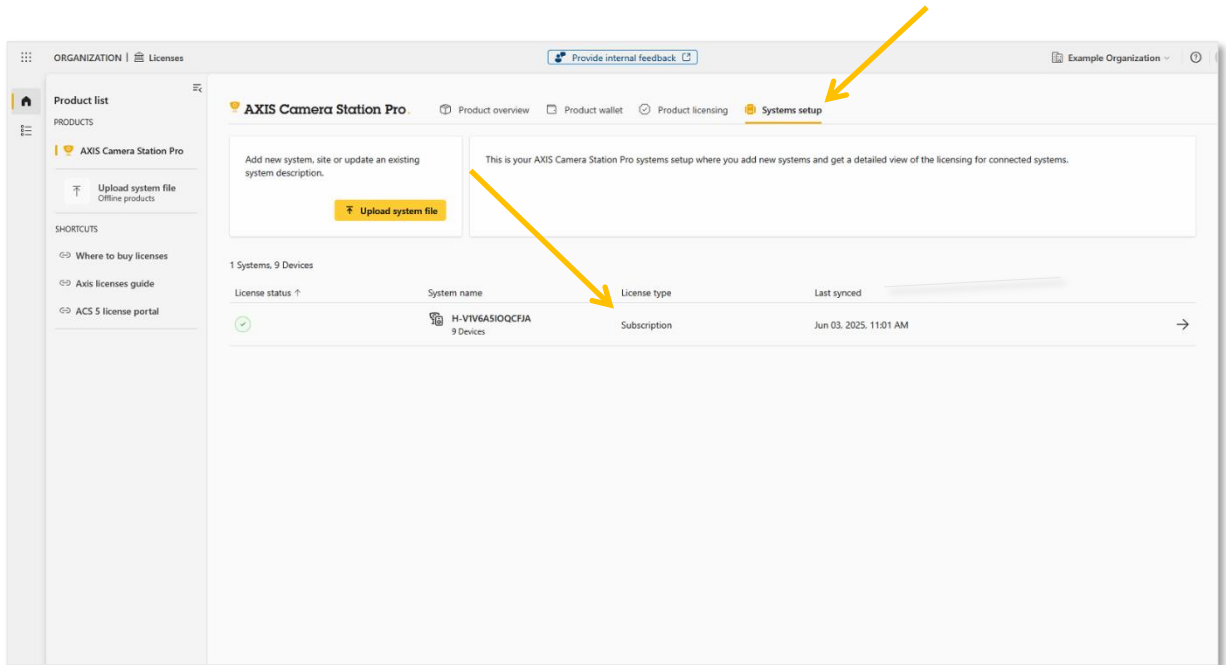 ORGANIZATION | Licenses
Provide internal feedback
Example Organization
Product list
PRODUCTS
AXIS Camera Station Pro
Upload system file
Offline products
SHORTCUTS
Where to buy licenses
Axis licenses guide
ACS 5 license portal
AXIS Camera Station Pro.
Product overview
Product wallet
Product licensing
Systems setup
Add new system, site or update an existing
system description.
Upload system file
This is your AXIS Camera Station Pro systems setup where you add new systems and get a detailed view of the licensing for connected systems.
1 Systems, 9 Devices
License status ↑
System name
License type
Last synced
H-V1V6A5IOQCFJA
9 Devices
Subscription
Jun 03, 2025, 11:01 AM